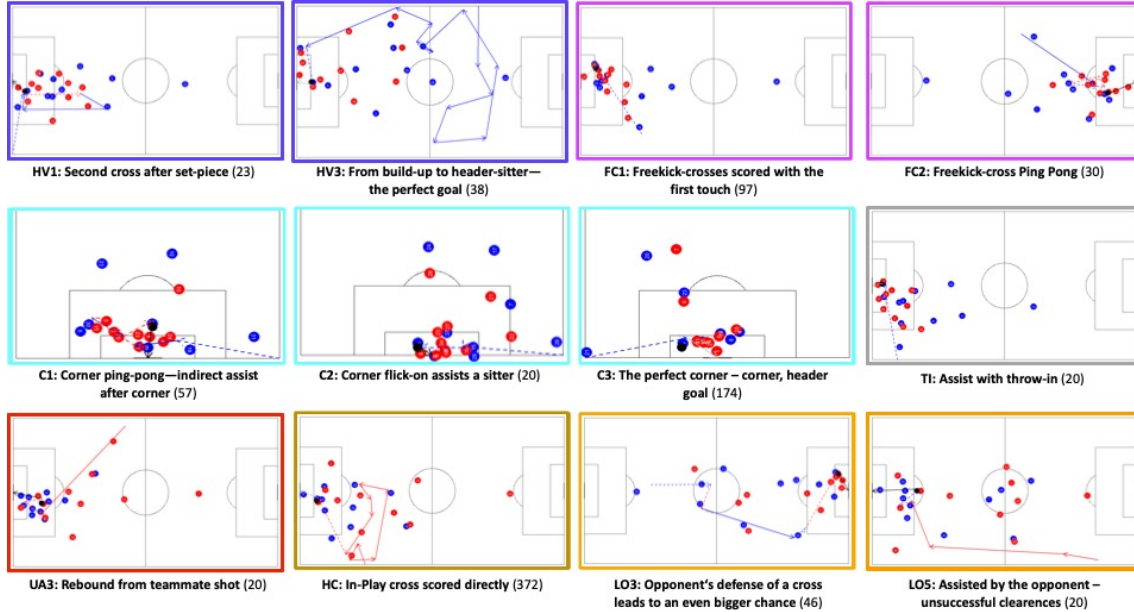 HV1: Second cross after set-piece (23)
HV3: From build-up to header-sitter—
the perfect goal (38)
FC1: Freekick-crosses scored with the
first touch (97)
FC2: Freekick-cross Ping Pong (30)
C1: Corner ping-pong—indirect assist
after corner (57)
C2: Corner flick-on assists a sitter (20)
C3: The perfect corner – corner, header
goal (174)
TI: Assist with throw-in (20)
UA3: Rebound from teammate shot (20)
HC: In-Play cross scored directly (372)
LO3: Opponent‘s defense of a cross
leads to an even bigger chance (46)
LO5: Assisted by the opponent –
unsuccessful clearences (20)